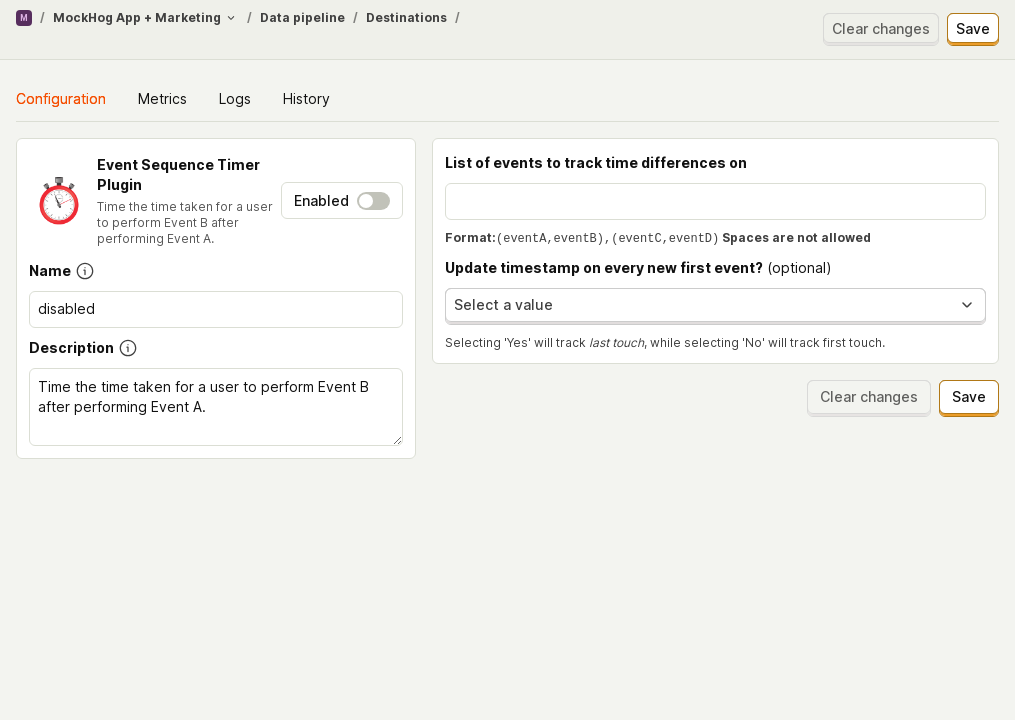 M / MockHog App + Marketing / Data pipeline / Destinations /
Clear changes Save
Configuration Metrics Logs History
Event Sequence Timer
Plugin
Time the time taken for a user
to perform Event B after
performing Event A.
Enabled
Name
disabled
Description
Time the time taken for a user to perform Event B
after performing Event A.
List of events to track time differences on
Format:(eventA,eventB),(eventC,eventD) Spaces are not allowed
Update timestamp on every new first event? (optional)
Select a value
Selecting 'Yes' will track last touch, while selecting 'No' will track first touch.
Clear changes Save